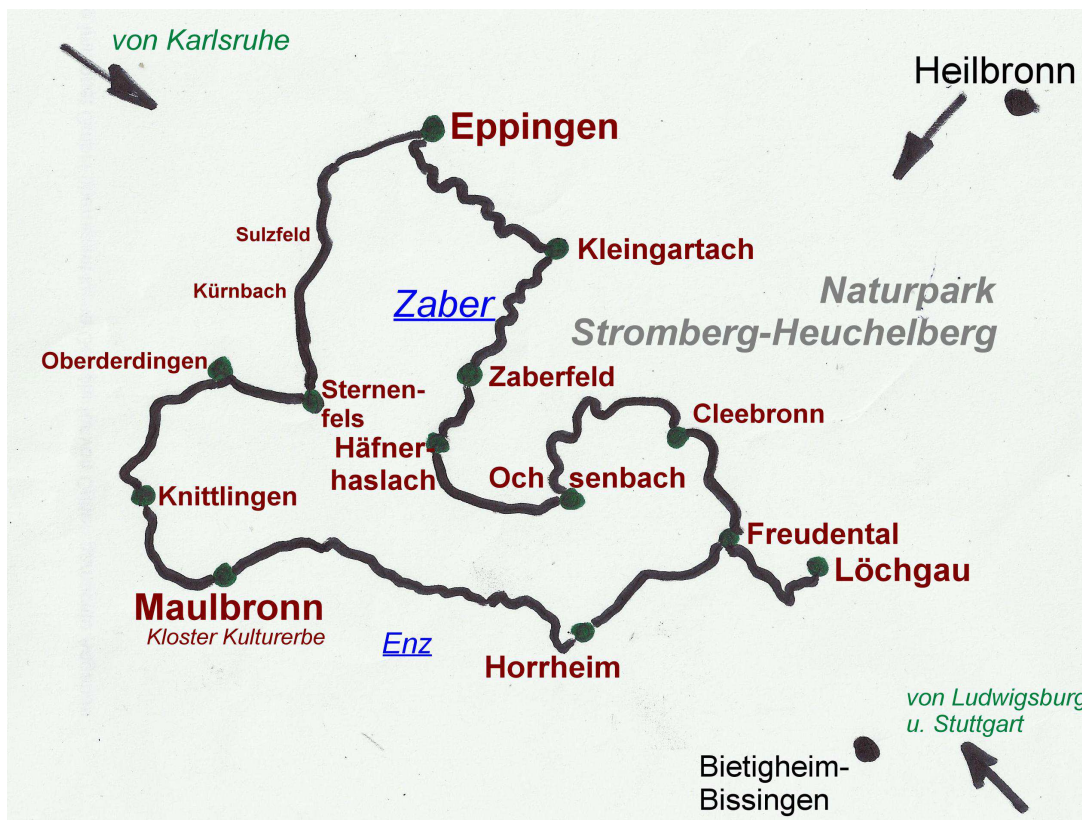 von Karlsruhe
Heilbronn
Eppingen
Sulzfeld
Kleingartach
Kürnbach
Zaber
Naturpark
Stromberg-Heuchelberg
Oberderdingen
Zaberfeld
Sternen-
fels
Cleebronn
Häfner-
haslach
Och senbach
Knittlingen
Freudental
Löchgau
Maulbronn
Kloster Kulturerbe
Enz
Horrheim
von Ludwigsburg
u. Stuttgart
Bietigheim-
Bissingen